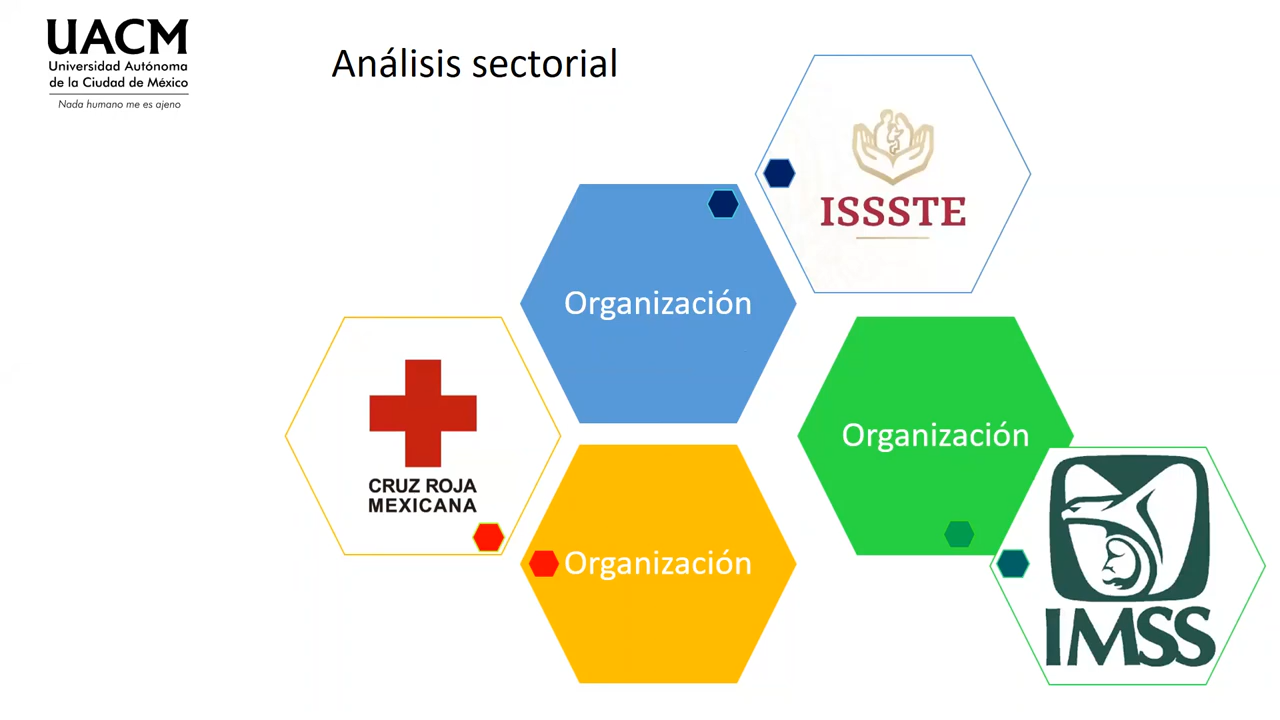 UACM
Universidad Autónoma
de la Ciudad de México
Nada humano me es ajeno
Análisis sectorial
ISSSTE
Organización
Organización
CRUZ ROJA
MEXICANA
Organización
IMSS